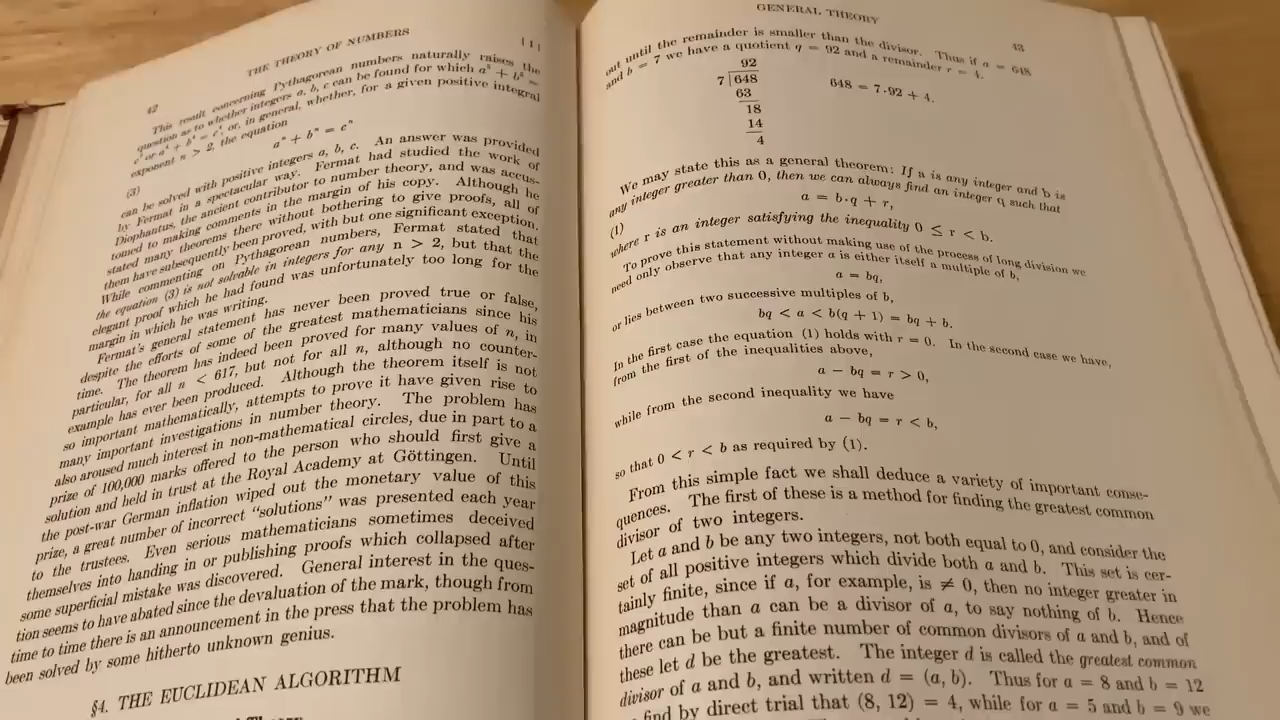 42
THE THEORY OF NUMBERS
[ I ]
This result concerning Pythagorean numbers naturally raises the
question as to whether integers a, b, c can be found for which a³ + b³ =
c³ or a⁴ + b⁴ = c⁴, or, in general, whether, for a given positive integral
exponent n > 2, the equation
(3)
aⁿ + bⁿ = cⁿ
can be solved with positive integers a, b, c. An answer was provided
by Fermat in a spectacular way. Fermat had studied the work of
Diophantus, the ancient contributor to number theory, and was accus-
tomed to making comments in the margin of his copy. Although he
stated many theorems there without bothering to give proofs, all of
them have subsequently been proved, with but one significant exception.
While commenting on Pythagorean numbers, Fermat stated that
the equation (3) is not solvable in integers for any n > 2, but that the
elegant proof which he had found was unfortunately too long for the
margin in which he was writing.
Fermat's general statement has never been proved true or false,
despite the efforts of some of the greatest mathematicians since his
time. The theorem has indeed been proved for many values of n, in
particular, for all n < 617, but not for all n, although no counter-
example has ever been produced. Although the theorem itself is not
so important mathematically, attempts to prove it have given rise to
many important investigations in number theory. The problem has
also aroused much interest in non-mathematical circles, due in part to a
prize of 100,000 marks offered to the person who should first give a
solution and held in trust at the Royal Academy at Göttingen. Until
the post-war German inflation wiped out the monetary value of this
prize, a great number of incorrect "solutions" was presented each year
to the trustees. Even serious mathematicians sometimes deceived
themselves into handing in or publishing proofs which collapsed after
some superficial mistake was discovered. General interest in the ques-
tion seems to have abated since the devaluation of the mark, though from
time to time there is an announcement in the press that the problem has
been solved by some hitherto unknown genius.
§4. THE EUCLIDEAN ALGORITHM
GENERAL THEORY
43
out until the remainder is smaller than the divisor. Thus if a = 648
and b = 7 we have a quotient q = 92 and a remainder r = 4.
92
7 |648
63
18
14
4
648 = 7·92 + 4.
We may state this as a general theorem: If a is any integer and b is
any integer greater than 0, then we can always find an integer q such that
(1)
a = b·q + r,
where r is an integer satisfying the inequality 0 ≤ r < b.
To prove this statement without making use of the process of long division we
need only observe that any integer a is either itself a multiple of b,
a = bq,
or lies between two successive multiples of b,
bq < a < b(q + 1) = bq + b.
In the first case the equation (1) holds with r = 0. In the second case we have,
from the first of the inequalities above,
a − bq = r > 0,
while from the second inequality we have
a − bq = r < b,
so that 0 < r < b as required by (1).
From this simple fact we shall deduce a variety of important conse-
quences. The first of these is a method for finding the greatest common
divisor of two integers.
Let a and b be any two integers, not both equal to 0, and consider the
set of all positive integers which divide both a and b. This set is cer-
tainly finite, since if a, for example, is ≠ 0, then no integer greater in
magnitude than a can be a divisor of a, to say nothing of b. Hence
there can be but a finite number of common divisors of a and b, and of
these let d be the greatest. The integer d is called the greatest common
divisor of a and b, and written d = (a, b). Thus for a = 8 and b = 12
find by direct trial that (8, 12) = 4, while for a = 5 and b = 9 we